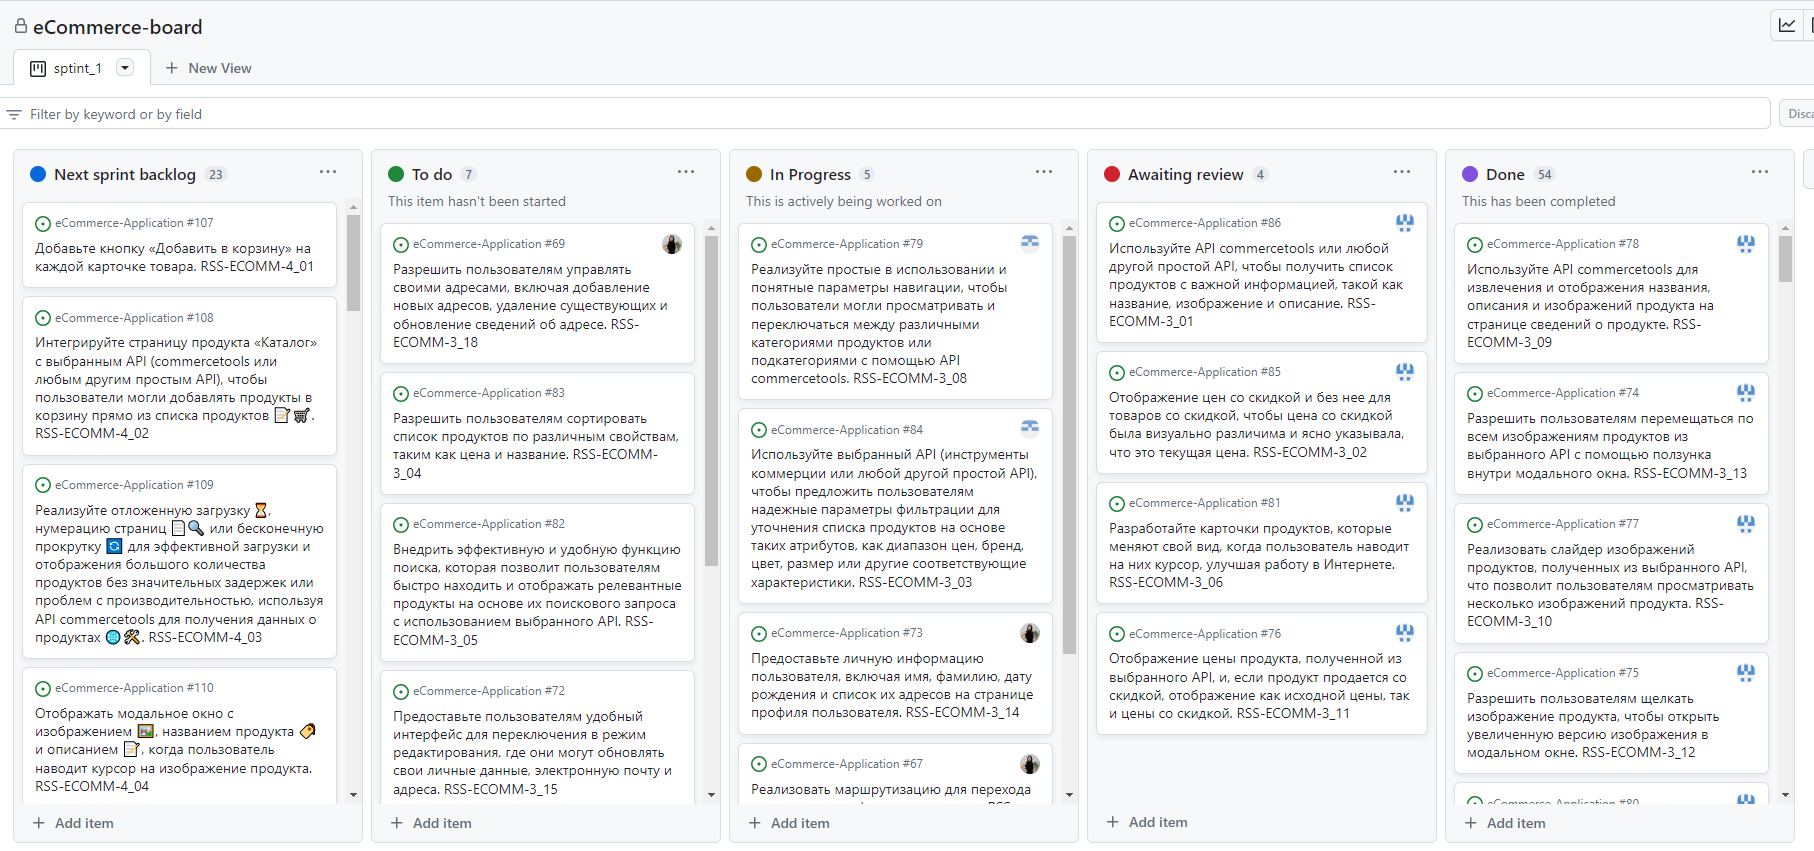 eCommerce-board
sptint_1
New View
Filter by keyword or by field
Next sprint backlog 23
eCommerce-Application #107
Добавьте кнопку «Добавить в корзину» на
каждой карточке товара. RSS-ECOMM-4_01
eCommerce-Application #108
Интегрируйте страницу продукта «Каталог»
с выбранным API (commercetools или
любым другим простым API), чтобы
пользователи могли добавлять продукты в
корзину прямо из списка продуктов 📝🛒.
RSS-ECOMM-4_02
eCommerce-Application #109
Реализуйте отложенную загрузку ⏳,
нумерацию страниц 📄🔍 или бесконечную
прокрутку 🔄 для эффективной загрузки и
отображения большого количества
продуктов без значительных задержек или
проблем с производительностью, используя
API commercetools для получения данных о
продуктах 🌐🛠. RSS-ECOMM-4_03
eCommerce-Application #110
Отображать модальное окно с
изображением 🖼, названием продукта 🏷
и описанием 📝, когда пользователь
наводит курсор на изображение продукта.
RSS-ECOMM-4_04
Add item
To do 7
This item hasn't been started
eCommerce-Application #69
Разрешить пользователям управлять
своими адресами, включая добавление
новых адресов, удаление существующих и
обновление сведений об адресе. RSS-
ECOMM-3_18
eCommerce-Application #83
Разрешить пользователям сортировать
список продуктов по различным свойствам,
таким как цена и название. RSS-ECOMM-
3_04
eCommerce-Application #82
Внедрить эффективную и удобную функцию
поиска, которая позволит пользователям
быстро находить и отображать релевантные
продукты на основе их поискового запроса
с использованием выбранного API. RSS-
ECOMM-3_05
eCommerce-Application #72
Предоставьте пользователям удобный
интерфейс для переключения в режим
редактирования, где они могут обновлять
свои личные данные, электронную почту и
адреса. RSS-ECOMM-3_15
Add item
In Progress 5
This is actively being worked on
eCommerce-Application #79
Реализуйте простые в использовании и
понятные параметры навигации, чтобы
пользователи могли просматривать и
переключаться между различными
категориями продуктов или
подкатегориями с помощью API
commercetools. RSS-ECOMM-3_08
eCommerce-Application #84
Используйте выбранный API (инструменты
коммерции или любой другой простой API),
чтобы предложить пользователям
надежные параметры фильтрации для
уточнения списка продуктов на основе
таких атрибутов, как диапазон цен, бренд,
цвет, размер или другие соответствующие
характеристики. RSS-ECOMM-3_03
eCommerce-Application #73
Предоставьте личную информацию
пользователя, включая имя, фамилию, дату
рождения и список их адресов на странице
профиля пользователя. RSS-ECOMM-3_14
eCommerce-Application #67
Реализовать маршрутизацию для перехода
Add item
Awaiting review 4
eCommerce-Application #86
Используйте API commercetools или любой
другой простой API, чтобы получить список
продуктов с важной информацией, такой как
название, изображение и описание. RSS-
ECOMM-3_01
eCommerce-Application #85
Отображение цен со скидкой и без нее для
товаров со скидкой, чтобы цена со скидкой
была визуально различима и ясно указывала,
что это текущая цена. RSS-ECOMM-3_02
eCommerce-Application #81
Разработайте карточки продуктов, которые
меняют свой вид, когда пользователь наводит
на них курсор, улучшая работу в Интернете.
RSS-ECOMM-3_06
eCommerce-Application #76
Отображение цены продукта, полученной из
выбранного API, и, если продукт продается со
скидкой, отображение как исходной цены, так
и цены со скидкой. RSS-ECOMM-3_11
Add item
Done 54
This has been completed
eCommerce-Application #78
Используйте API commercetools для
извлечения и отображения названия,
описания и изображений продукта на
странице сведений о продукте. RSS-
ECOMM-3_09
eCommerce-Application #74
Разрешить пользователям перемещаться по
всем изображениям продуктов из
выбранного API с помощью ползунка
внутри модального окна. RSS-ECOMM-3_13
eCommerce-Application #77
Реализовать слайдер изображений
продуктов, полученных из выбранного API,
что позволит пользователям просматривать
несколько изображений продукта. RSS-
ECOMM-3_10
eCommerce-Application #75
Разрешить пользователям щелкать
изображение продукта, чтобы открыть
увеличенную версию изображения в
модальном окне. RSS-ECOMM-3_12
eCommerce-Application #80
Add item